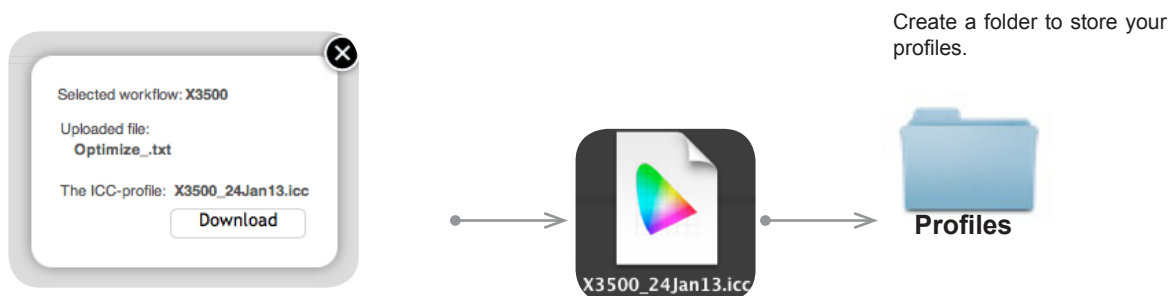 Create a folder to store your
profiles.
Selected workflow: X3500
Uploaded file:
Optimize_.txt
The ICC-profile: X3500_24Jan13.icc
Download
X3500_24Jan13.icc
Profiles